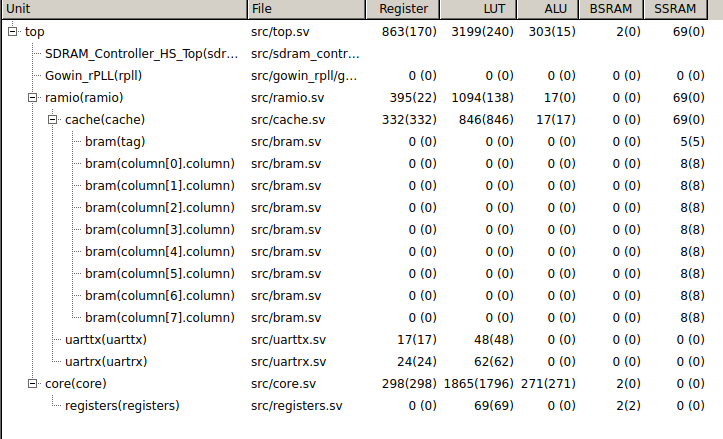 Unit File Register LUT ALU BSRAM SSRAM
top src/top.sv 863(170) 3199(240) 303(15) 2(0) 69(0)
SDRAM_Controller_HS_Top(sdr... src/sdram_contr...
Gowin_rPLL(rpll) src/gowin_rpll/g... 0 (0) 0 (0) 0 (0) 0 (0) 0 (0)
ramio(ramio) src/ramio.sv 395(22) 1094(138) 17(0) 0 (0) 69(0)
cache(cache) src/cache.sv 332(332) 846(846) 17(17) 0 (0) 69(0)
bram(tag) src/bram.sv 0 (0) 0 (0) 0 (0) 0 (0) 5(5)
bram(column[0].column) src/bram.sv 0 (0) 0 (0) 0 (0) 0 (0) 8(8)
bram(column[1].column) src/bram.sv 0 (0) 0 (0) 0 (0) 0 (0) 8(8)
bram(column[2].column) src/bram.sv 0 (0) 0 (0) 0 (0) 0 (0) 8(8)
bram(column[3].column) src/bram.sv 0 (0) 0 (0) 0 (0) 0 (0) 8(8)
bram(column[4].column) src/bram.sv 0 (0) 0 (0) 0 (0) 0 (0) 8(8)
bram(column[5].column) src/bram.sv 0 (0) 0 (0) 0 (0) 0 (0) 8(8)
bram(column[6].column) src/bram.sv 0 (0) 0 (0) 0 (0) 0 (0) 8(8)
bram(column[7].column) src/bram.sv 0 (0) 0 (0) 0 (0) 0 (0) 8(8)
uarttx(uarttx) src/uarttx.sv 17(17) 48(48) 0 (0) 0 (0) 0 (0)
uartrx(uartrx) src/uartrx.sv 24(24) 62(62) 0 (0) 0 (0) 0 (0)
core(core) src/core.sv 298(298) 1865(1796) 271(271) 2(0) 0 (0)
registers(registers) src/registers.sv 0 (0) 69(69) 0 (0) 2(2) 0 (0)